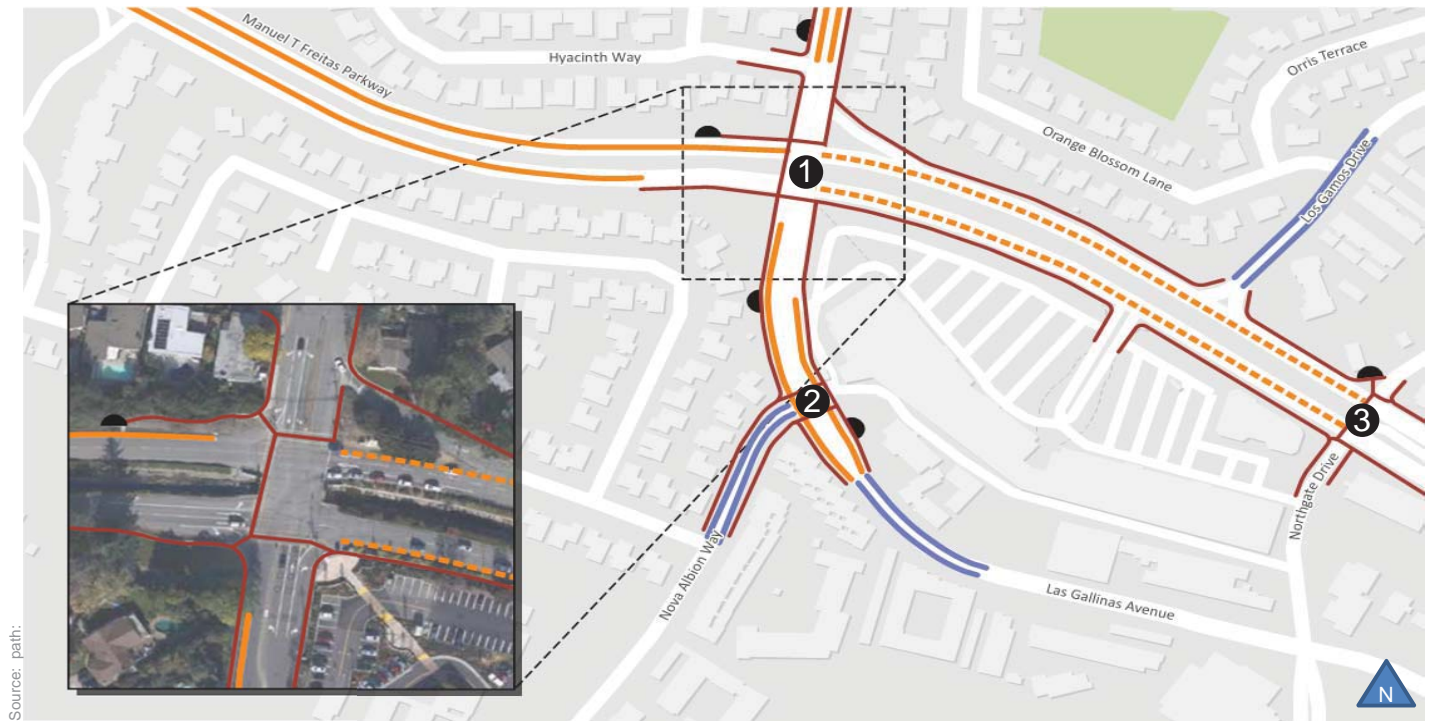 Manuel T Freitas Parkway
Hyacinth Way
Orris Terrace
Orange Blossom Lane
Los Gamos Drive
1
2
3
Northgate Drive
Nova Albion Way
Las Gallinas Avenue
Source: path:
N